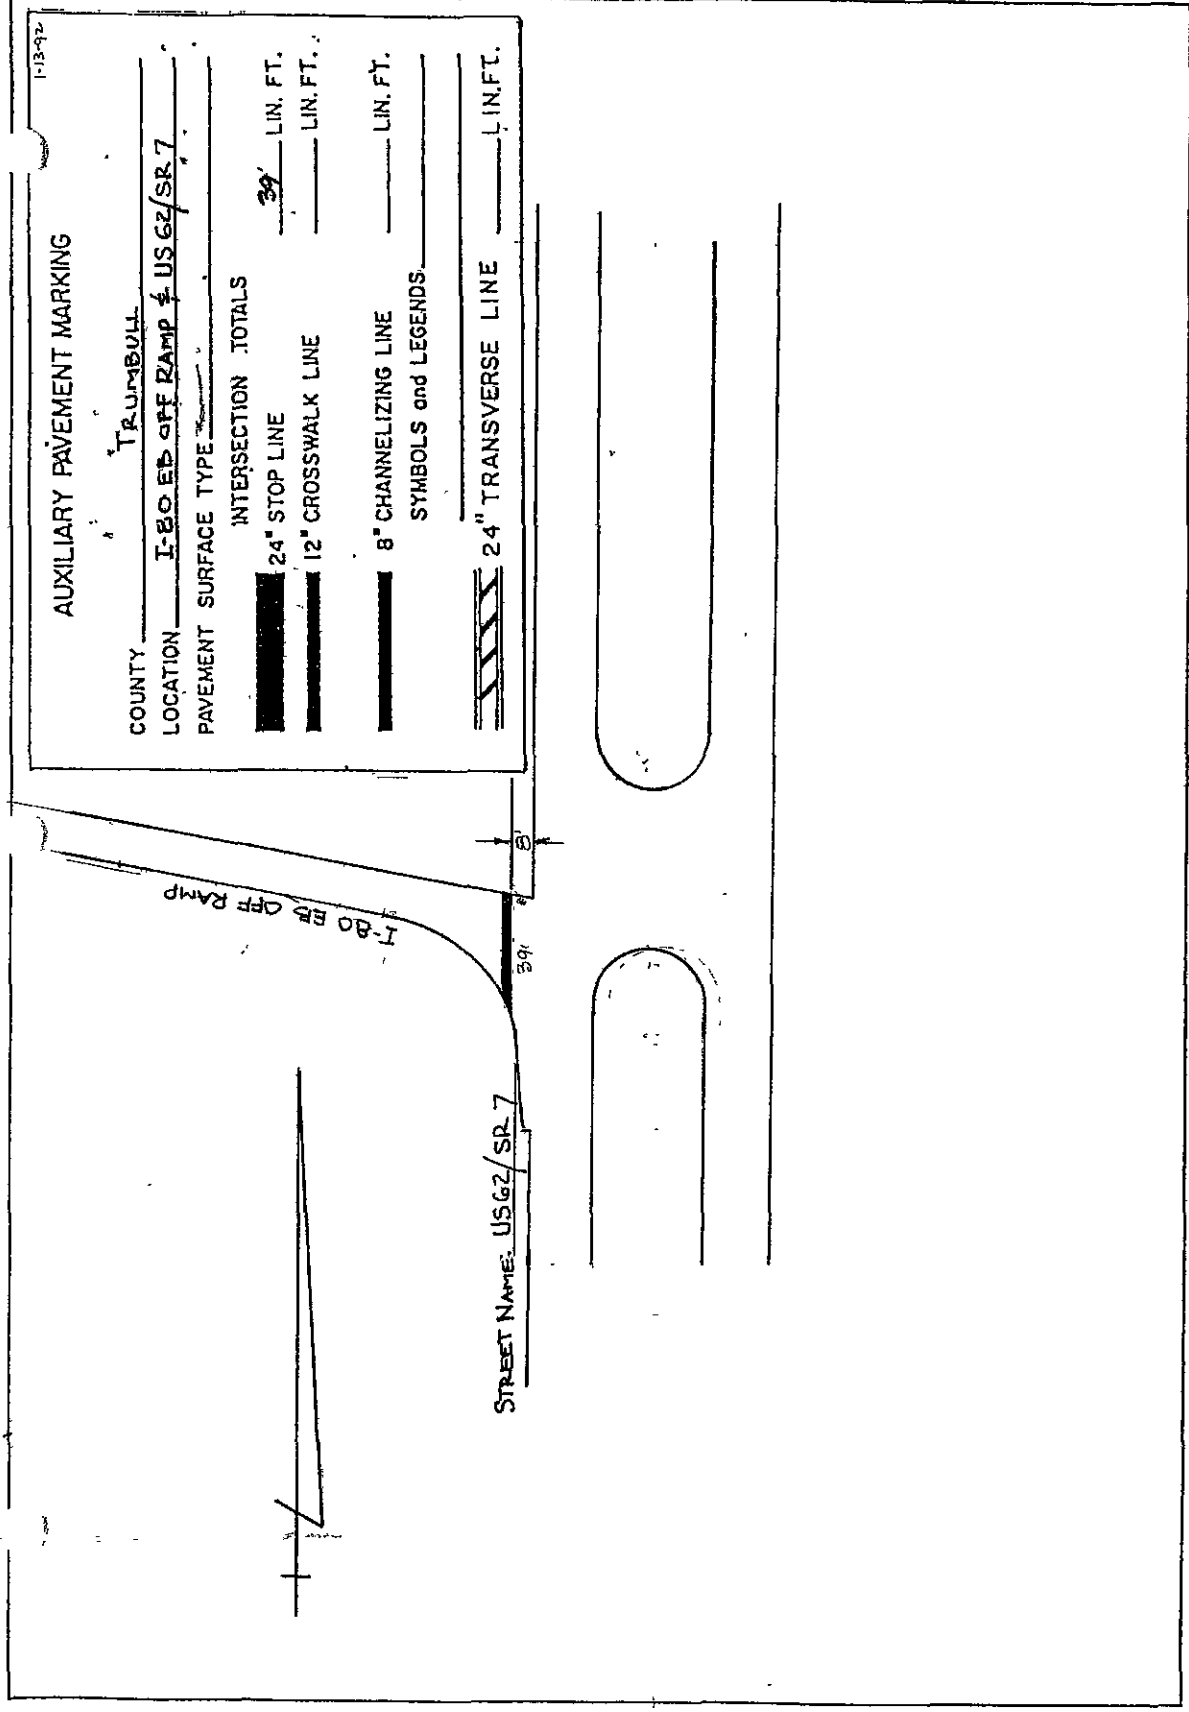 1-13-92
AUXILIARY PAVEMENT MARKING
COUNTY TRUMBULL
LOCATION I-80 EB OFF RAMP & US 62/SR 7
PAVEMENT SURFACE TYPE
INTERSECTION TOTALS
24" STOP LINE 39' LIN. FT.
12" CROSSWALK LINE LIN. FT.
8" CHANNELIZING LINE LIN. FT.
SYMBOLS and LEGENDS
24" TRANSVERSE LINE LIN. FT.
I-80 EB OFF RAMP
8'
39'
STREET NAME: US62/SR 7